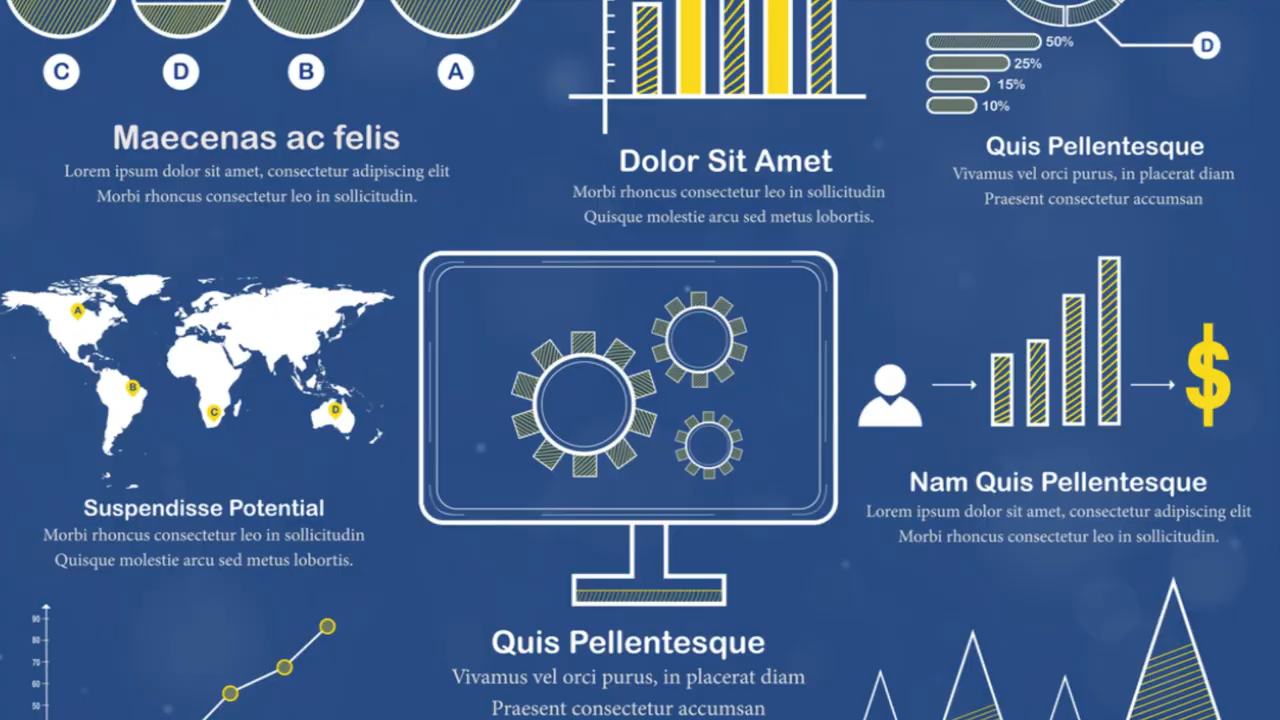 C
D
B
A
Maecenas ac felis
Lorem ipsum dolor sit amet, consectetur adipiscing elit
Morbi rhoncus consectetur leo in sollicitudin.
Dolor Sit Amet
Morbi rhoncus consectetur leo in sollicitudin
Quisque molestie arcu sed metus lobortis.
D
50%
25%
15%
10%
Quis Pellentesque
Vivamus vel orci purus, in placerat diam
Praesent consectetur accumsan
A
B
C
D
Suspendisse Potential
Morbi rhoncus consectetur leo in sollicitudin
Quisque molestie arcu sed metus lobortis.
$
Nam Quis Pellentesque
Lorem ipsum dolor sit amet, consectetur adipiscing elit
Morbi rhoncus consectetur leo in sollicitudin.
90
80
70
60
50
Quis Pellentesque
Vivamus vel orci purus, in placerat diam
Praesent consectetur accumsan